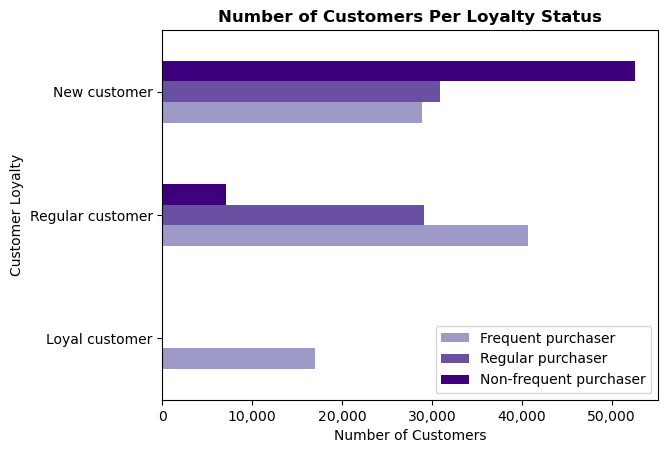 Number of Customers Per Loyalty Status
Customer Loyalty
New customer
Regular customer
Loyal customer
Frequent purchaser
Regular purchaser
Non-frequent purchaser
0 10,000 20,000 30,000 40,000 50,000
Number of Customers